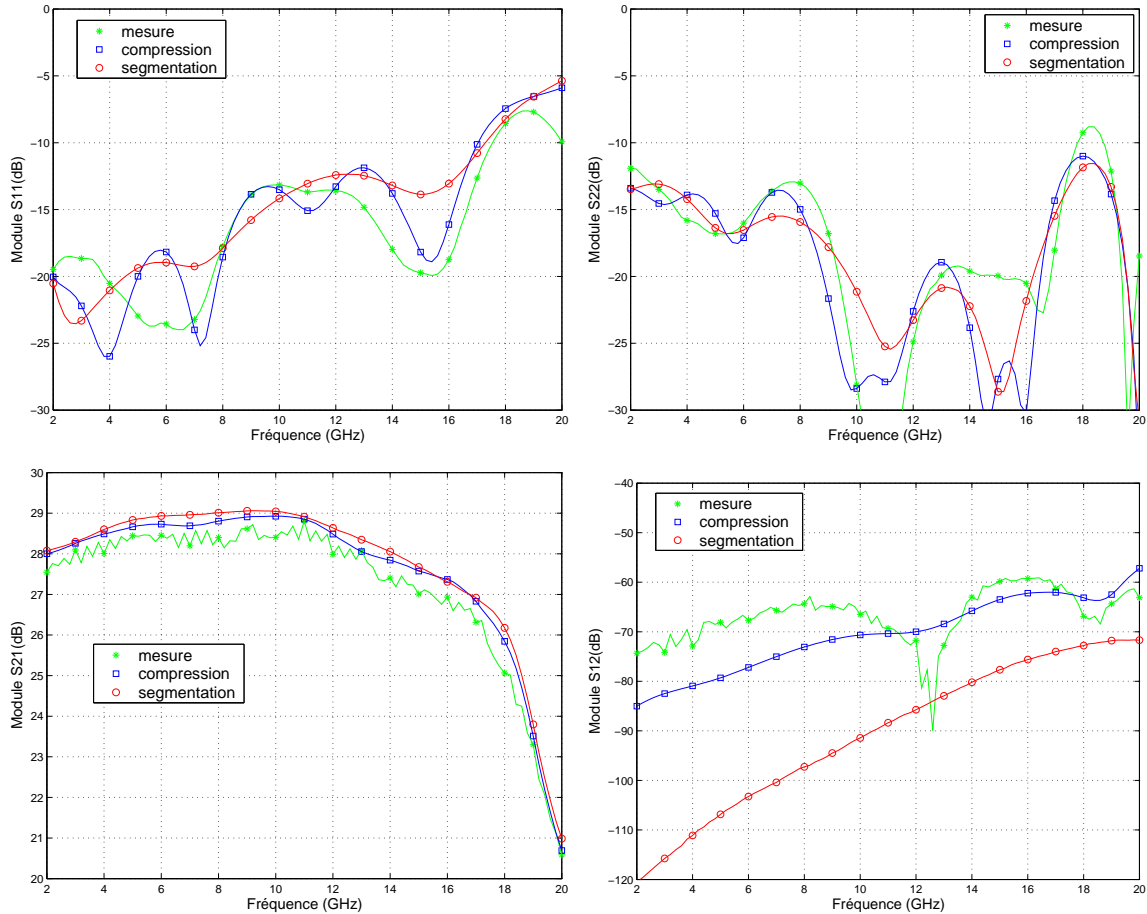 0
−5
−10
−15
−20
−25
−30
2 4 6 8 10 12 14 16 18 20
Fréquence (GHz)
Module S11(dB)
mesure
compression
segmentation
0
−5
−10
−15
−20
−25
−30
2 4 6 8 10 12 14 16 18 20
Fréquence (GHz)
Module S22(dB)
mesure
compression
segmentation
30
29
28
27
26
25
24
23
22
21
20
2 4 6 8 10 12 14 16 18 20
Fréquence (GHz)
Module S21(dB)
mesure
compression
segmentation
−40
−50
−60
−70
−80
−90
−100
−110
−120
2 4 6 8 10 12 14 16 18 20
Fréquence (GHz)
Module S12(dB)
mesure
compression
segmentation